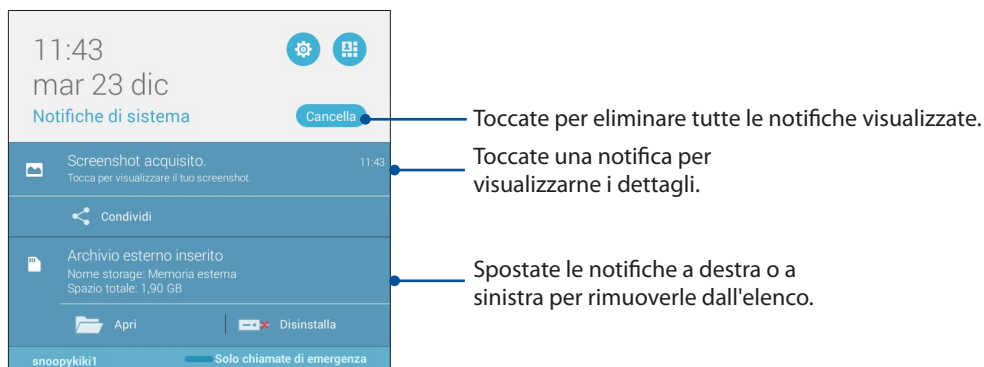 11:43
mar 23 dic
Notifiche di sistema
Cancella
Toccate per eliminare tutte le notifiche visualizzate.
Screenshot acquisito.
11:43
Tocca per visualizzare il tuo screenshot.
Toccate una notifica per
visualizzarne i dettagli.
Condividi
Archivio esterno inserito
Nome storage: Memoria esterna
Spazio totale: 1,90 GB
Spostate le notifiche a destra o a
sinistra per rimuoverle dall'elenco.
Apri
Disinstalla
snoopykiki1
Solo chiamate di emergenza